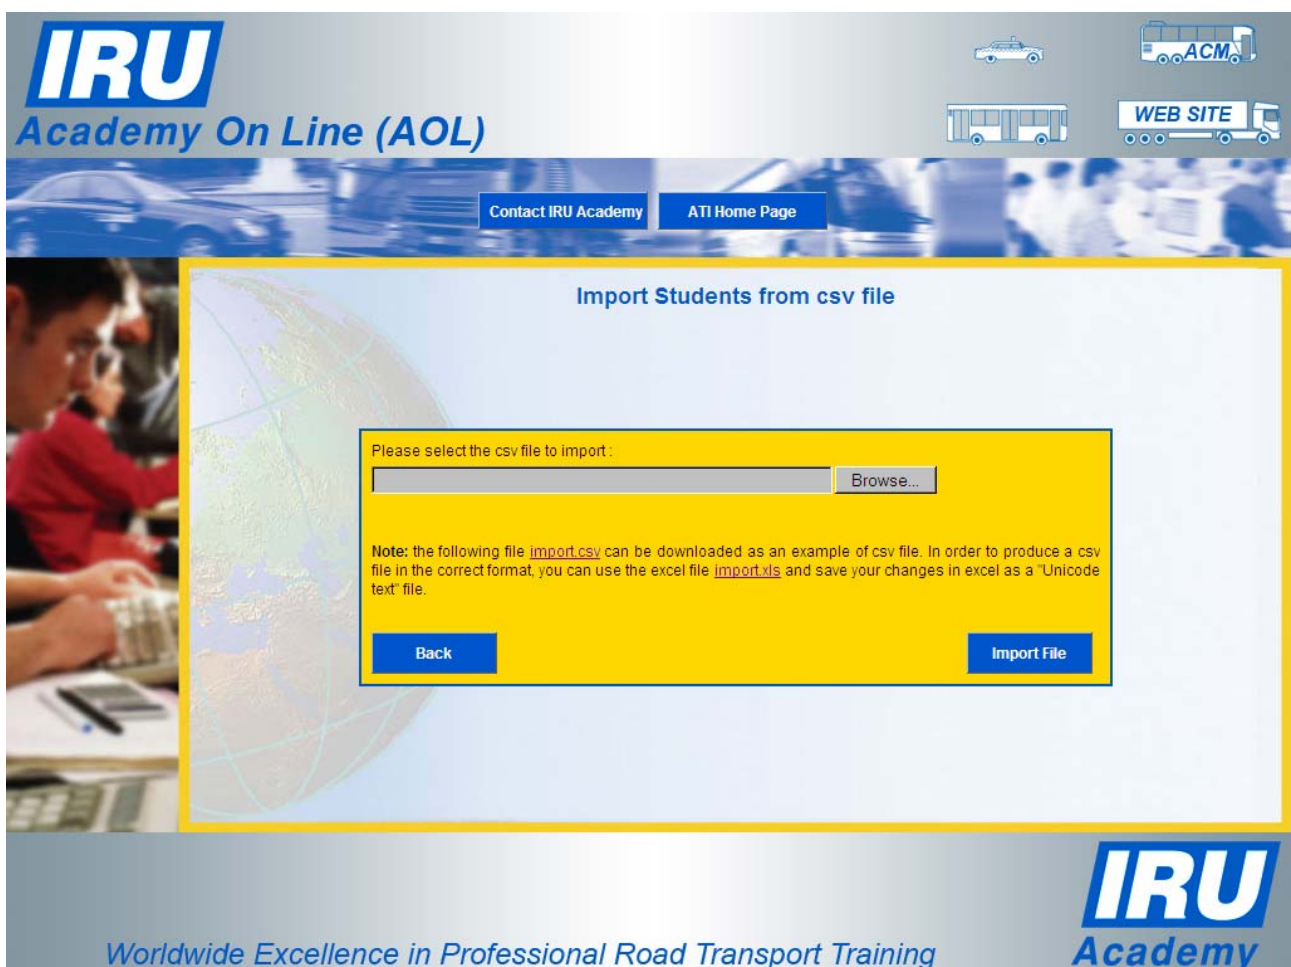 IRU
Academy On Line (AOL)
ACM
WEB SITE
Contact IRU Academy
ATI Home Page
Import Students from csv file
Please select the csv file to import :
Browse...
Note: the following file import.csv can be downloaded as an example of csv file. In order to produce a csv
file in the correct format, you can use the excel file import.xls and save your changes in excel as a "Unicode
text" file.
Back
Import File
IRU
Academy
Worldwide Excellence in Professional Road Transport Training